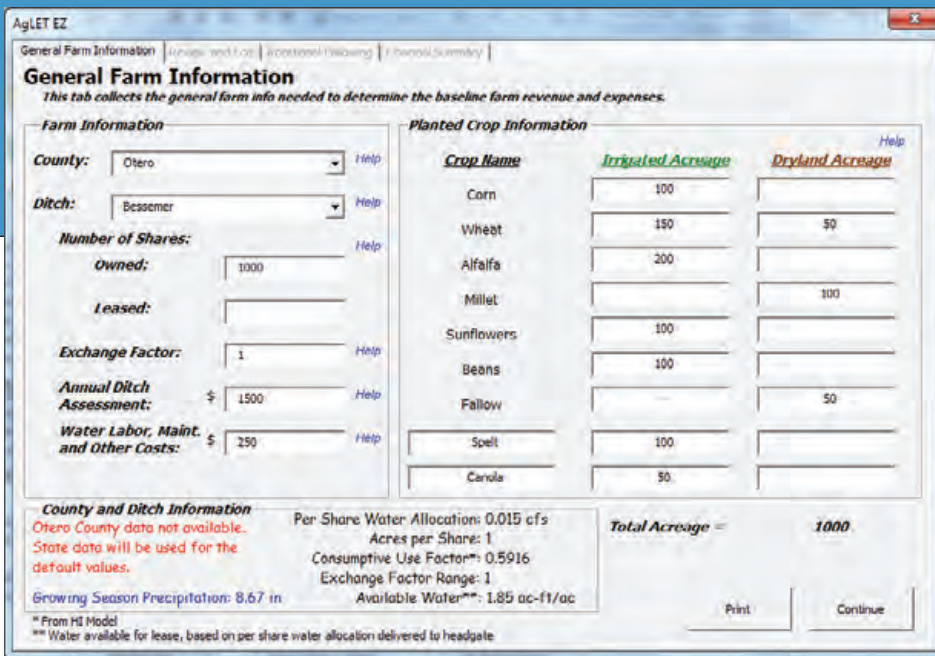 AgLET EZ
General Farm Information
Review and Edit
Rotational Fallowing
Financial Summary
General Farm Information
This tab collects the general farm info needed to determine the baseline farm revenue and expenses.
Farm Information
County: Otero Help
Ditch: Bessemer Help
Number of Shares: Help
Owned: 1000
Leased:
Exchange Factor: 1 Help
Annual Ditch
Assessment: $ 1500 Help
Water Labor, Maint.
and Other Costs: $ 250 Help
Planted Crop Information
Help
Crop Name Irrigated Acreage Dryland Acreage
Corn 100
Wheat 150 50
Alfalfa 200
Millet 100
Sunflowers 100
Beans 100
Fallow 50
Spelt 100
Canola 50
County and Ditch Information
Otero County data not available.
State data will be used for the
default values.
Growing Season Precipitation: 8.67 in
Per Share Water Allocation: 0.015 cfs
Acres per Share: 1
Consumptive Use Factor*: 0.5916
Exchange Factor Range: 1
Available Water**: 1.85 ac-ft/ac
Total Acreage = 1000
Print Continue
* From HI Model
** Water available for lease, based on per share water allocation delivered to headgate